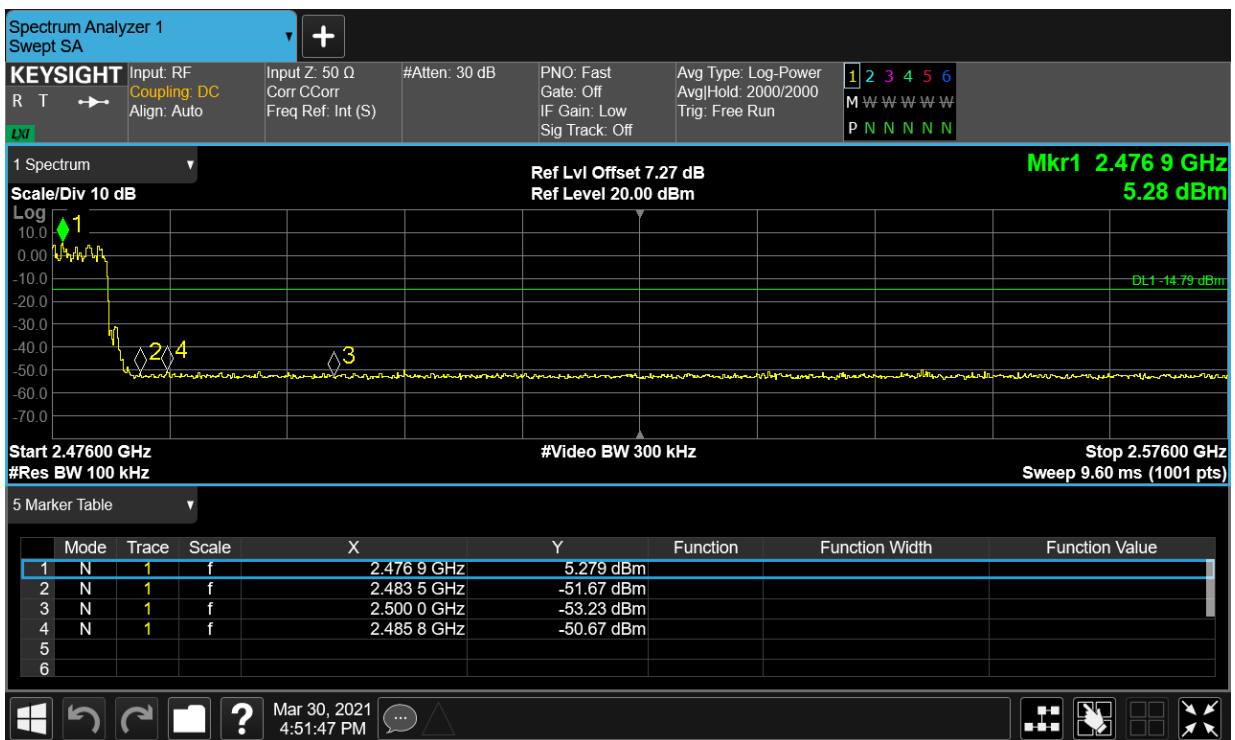 Spectrum Analyzer 1
Swept SA
KEYSIGHT
R T
LXI
Input: RF
Coupling: DC
Align: Auto
Input Z: 50 Ω
Corr CCorr
Freq Ref: Int (S)
#Atten: 30 dB
PNO: Fast
Gate: Off
IF Gain: Low
Sig Track: Off
Avg Type: Log-Power
Avg|Hold: 2000/2000
Trig: Free Run
1 2 3 4 5 6
M W W W W W
P N N N N N
1 Spectrum
Scale/Div 10 dB
Ref Lvl Offset 7.27 dB
Ref Level 20.00 dBm
Mkr1 2.476 9 GHz
5.28 dBm
Log
10.0
0.00
-10.0
-20.0
-30.0
-40.0
-50.0
-60.0
-70.0
1
2
4
3
DL1 -14.79 dBm
Start 2.47600 GHz
#Res BW 100 kHz
#Video BW 300 kHz
Stop 2.57600 GHz
Sweep 9.60 ms (1001 pts)
5 Marker Table
Mode Trace Scale X Y Function Function Width Function Value
1 N 1 f 2.476 9 GHz 5.279 dBm
2 N 1 f 2.483 5 GHz -51.67 dBm
3 N 1 f 2.500 0 GHz -53.23 dBm
4 N 1 f 2.485 8 GHz -50.67 dBm
5
6
?
Mar 30, 2021
4:51:47 PM